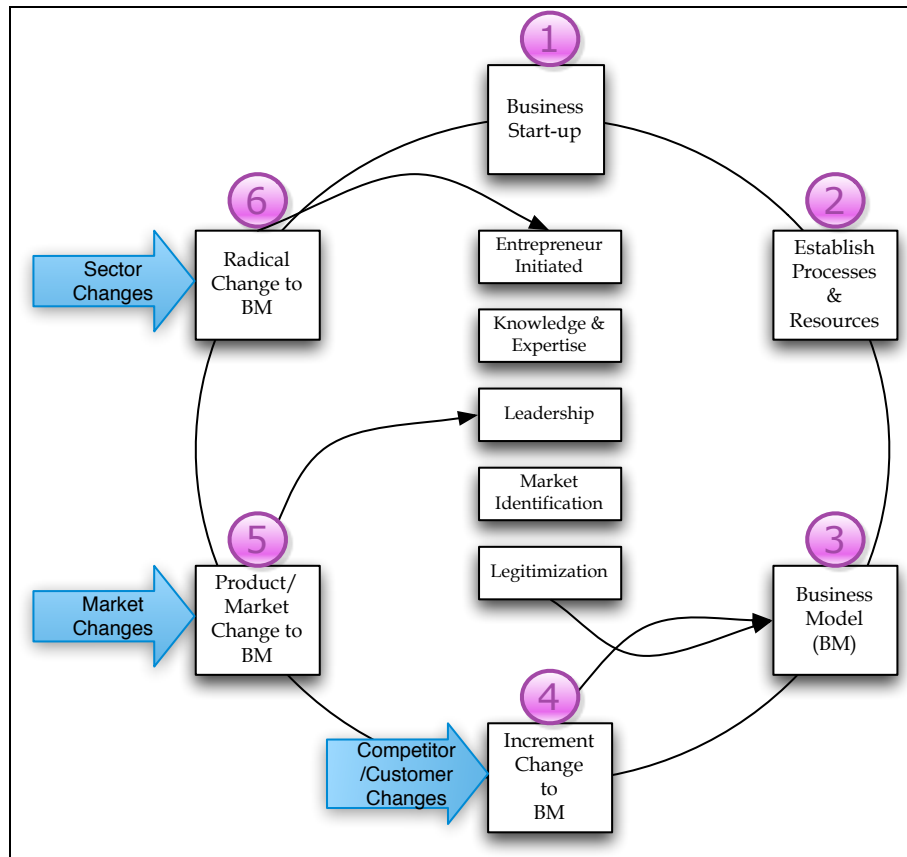 1
Business
Start-up
6
2
Sector
Changes
Radical
Change to
BM
Entrepreneur
Initiated
Establish
Processes
&
Resources
Knowledge &
Expertise
Leadership
Market
Identification
5
3
Legitimization
Market
Changes
Product/
Market
Change to
BM
Business
Model
(BM)
4
Competitor
/Customer
Changes
Increment
Change
to
BM